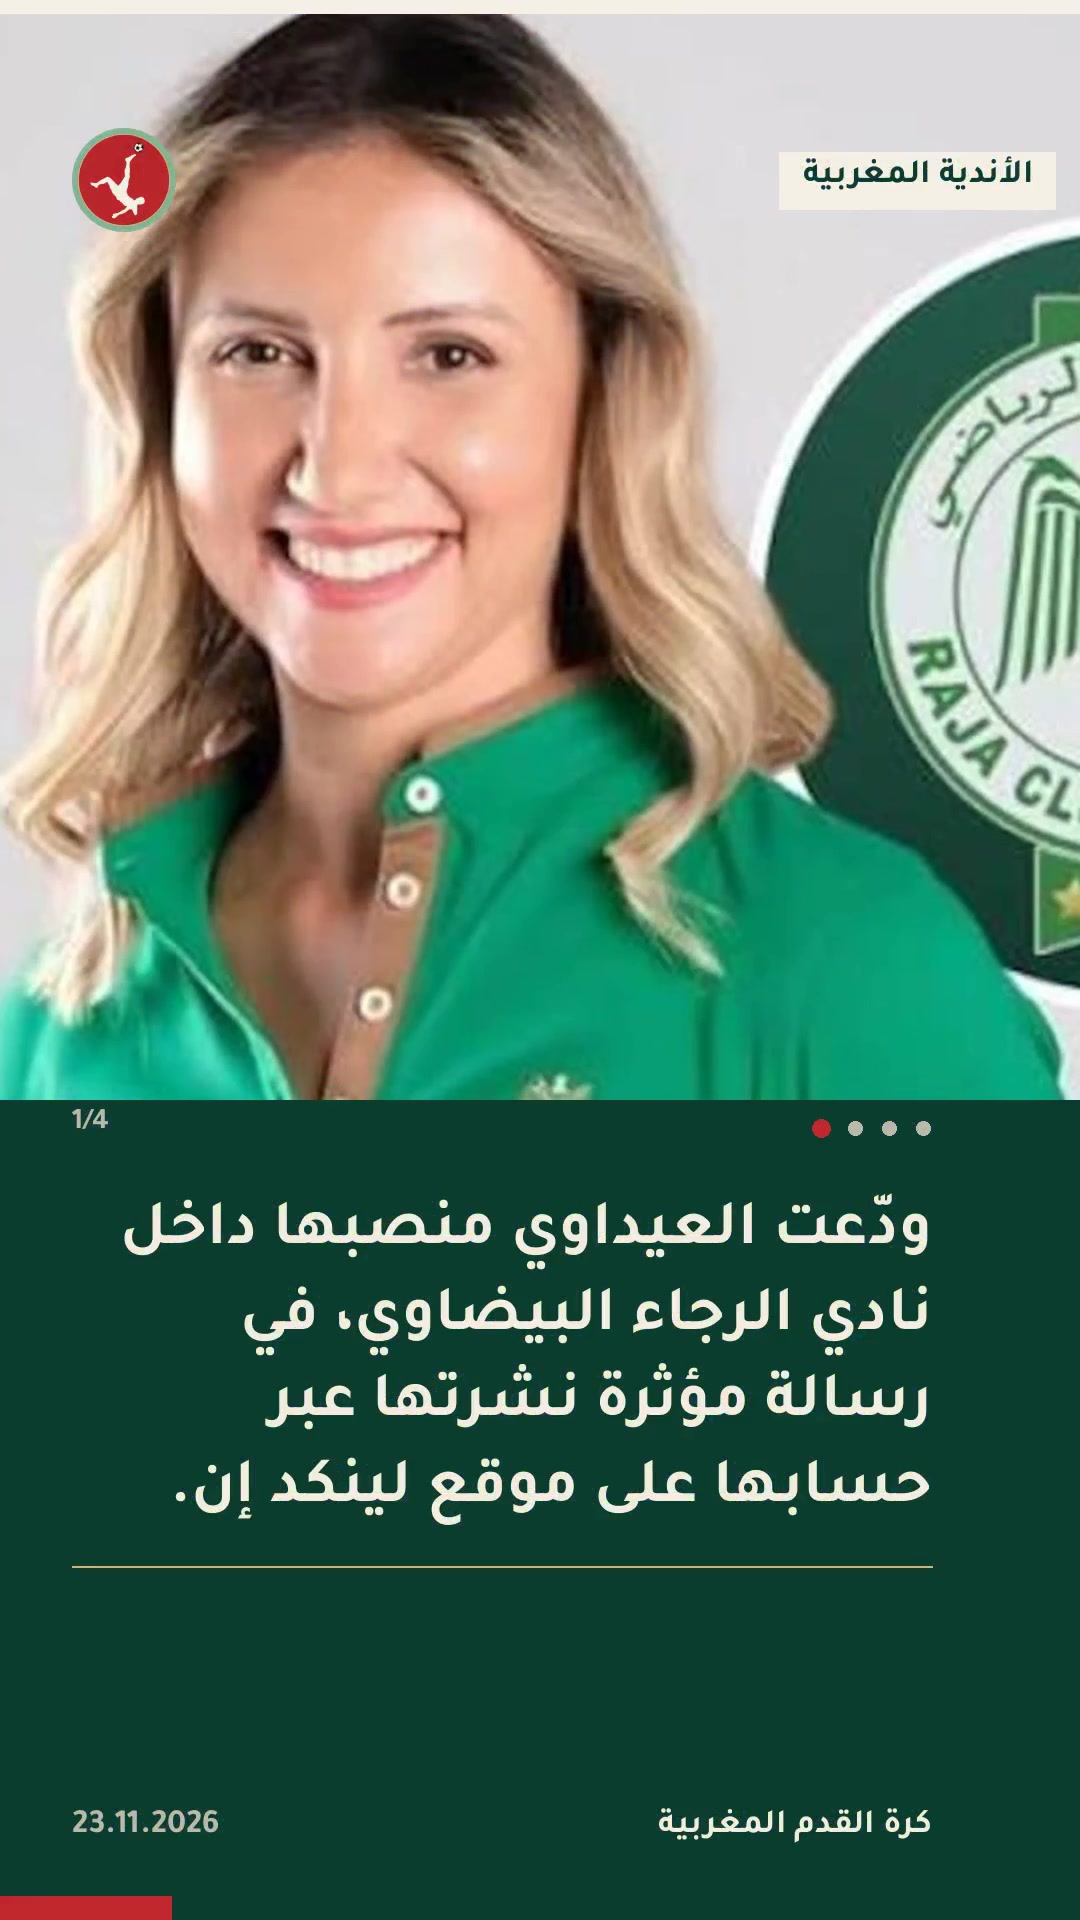 الأندية المغربية
الرياضي
RAJA CL
1/4
ودّعت العيداوي منصبها داخل
نادي الرجاء البيضاوي، في
رسالة مؤثرة نشرتها عبر
حسابها على موقع لينكد إن.
كرة القدم المغربية
23.11.2026